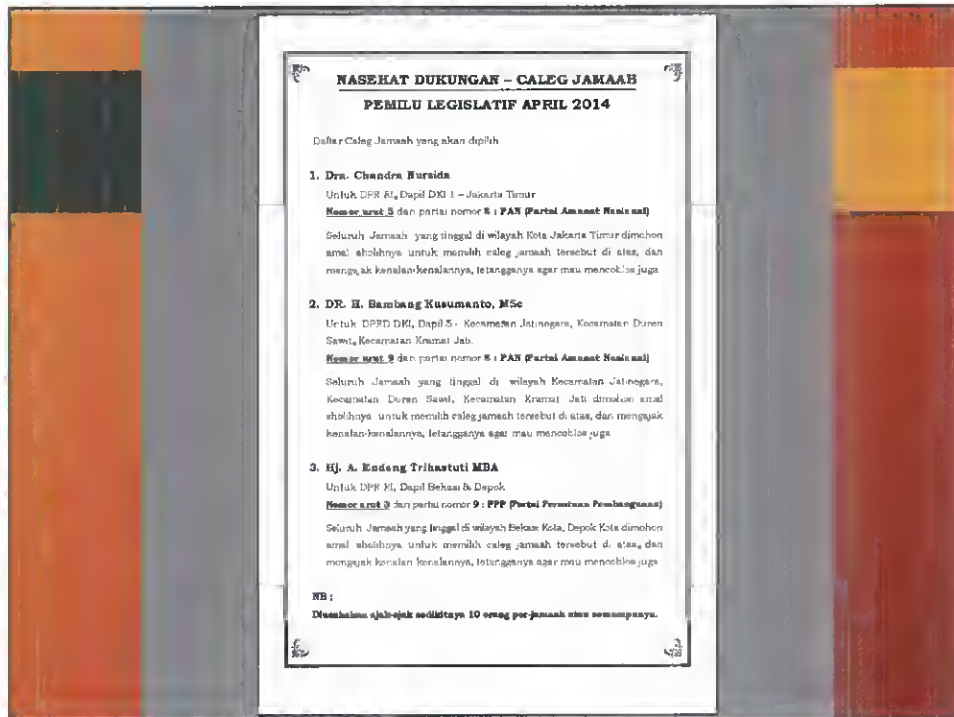 NASEHAT DUKUNGAN – CALEG JAMAAH
PEMILU LEGISLATIF APRIL 2014
Daftar Caleg Jamaah yang akan dipilih
1. Dra. Chandra Nursida
Untuk DPR RI, Dapil DKI 1 – Jakarta Timur
Nomor urut 5 dari partai nomor 8 : PAN (Partai Amanat Nasional)
Seluruh Jamaah yang tinggal di wilayah Kota Jakarta Timur dimohon
amal sholihnya untuk memilih caleg jamaah tersebut di atas, dan
mengajak kenalan-kenalannya, tetangganya agar mau mencoblos juga
2. DR. H. Bambang Kusumanto, MSc
Untuk DPRD DKI, Dapil 5 - Kecamatan Jatinegara, Kecamatan Duren
Sawit, Kecamatan Kramat Jati.
Nomor urut 9 dari partai nomor 8 : PAN (Partai Amanat Nasional)
Seluruh Jamaah yang tinggal di wilayah Kecamatan Jatinegara,
Kecamatan Duren Sawit, Kecamatan Kramat Jati dimohon amal
sholihnya untuk memilih caleg jamaah tersebut di atas, dan mengajak
kenalan-kenalannya, tetangganya agar mau mencoblos juga
3. Hj. A. Endang Trihastuti MBA
Untuk DPR RI, Dapil Bekasi & Depok
Nomor urut 3 dari partai nomor 9 : PPP (Partai Persatuan Pembangunan)
Seluruh Jamaah yang tinggal di wilayah Bekasi Kota, Depok Kota dimohon
amal sholihnya untuk memilih caleg jamaah tersebut di atas, dan
mengajak kenalan kenalannya, tetangganya agar mau mencoblos juga
NB :
Diusahakan ajak-ajak sedikitnya 10 orang per-jamaah atau semampunya.